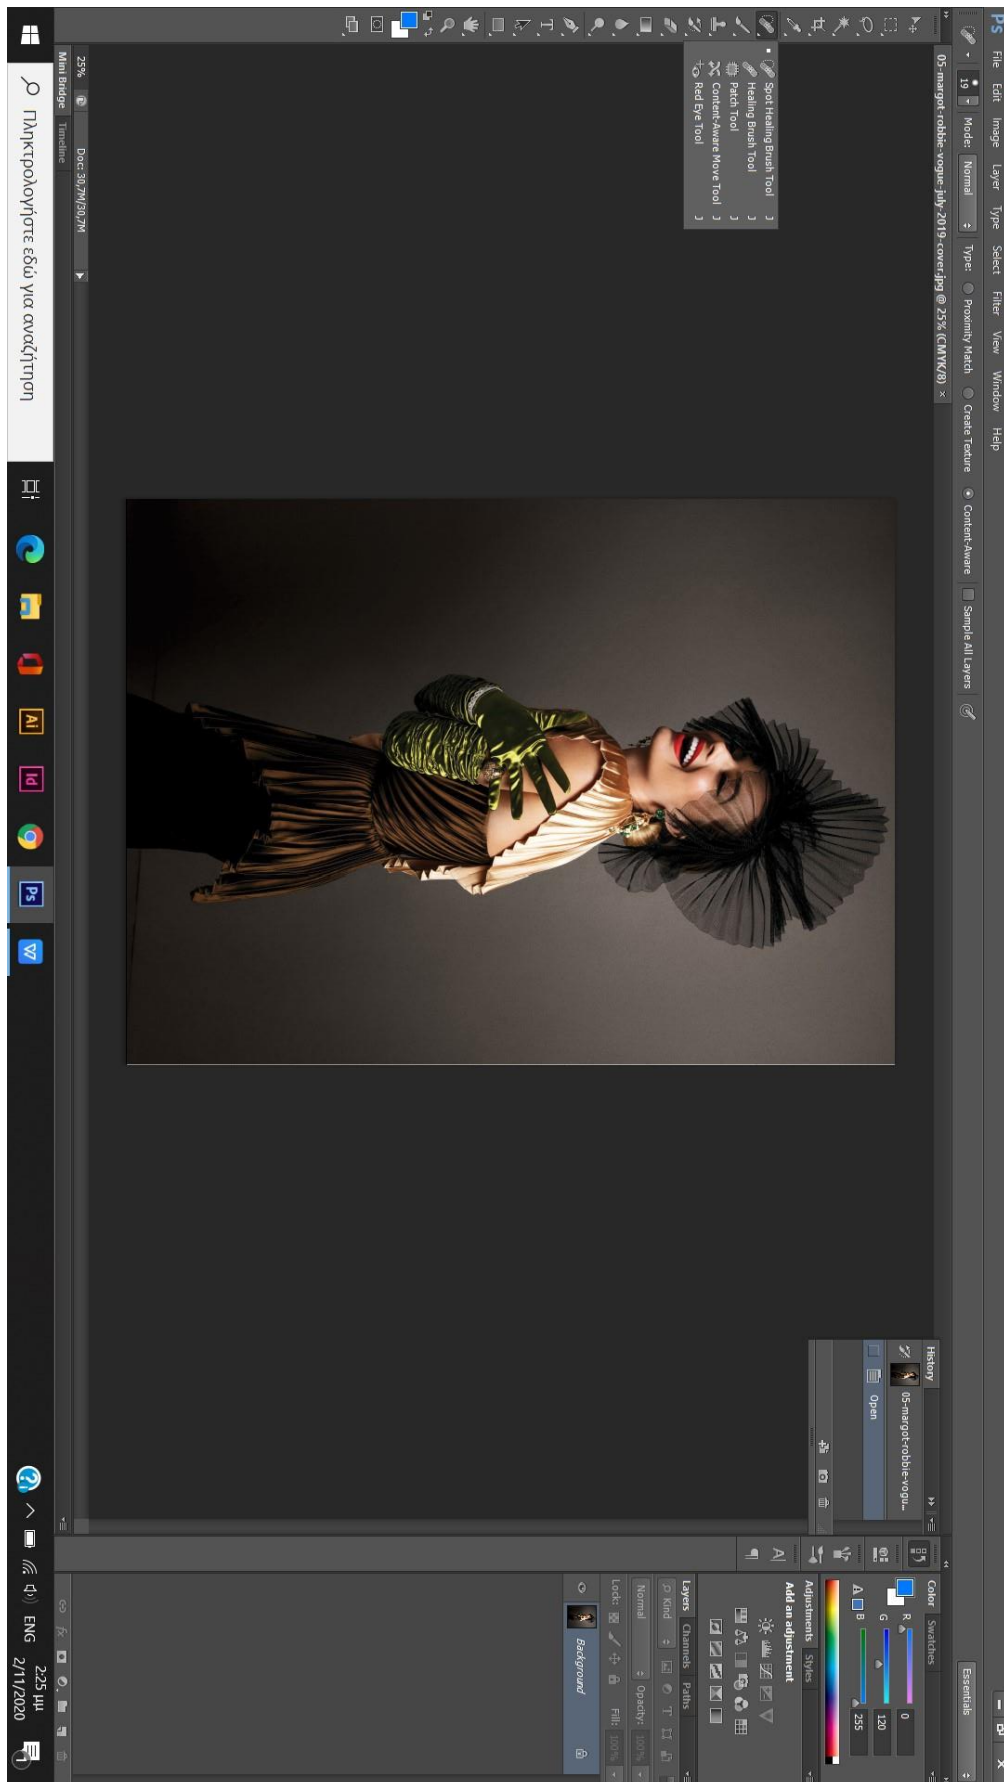 Ps File Edit Image Layer Type Select Filter View Window Help
19 Mode: Normal Type: Proximity Match Create Texture Content-Aware Sample All Layers Essentials
05-margot-robbie-vogue-july-2019-cover.jpg @ 25% (CMYK/8) ×
Spot Healing Brush Tool J
Healing Brush Tool J
Patch Tool J
Content-Aware Move Tool J
Red Eye Tool J
History
05-margot-robbie-vogu...
Open
Color Swatches
R 0
G 120
B 255
Adjustments Styles
Add an adjustment
Layers Channels Paths
Kind
Normal Opacity: 100%
Lock: Fill: 100%
Background
25% Doc: 30,7M/30,7M
Mini Bridge Timeline
Πληκτρολογήστε εδώ για αναζήτηση
Ai
Id
Ps
W
ENG
2:25 μμ
2/11/2020
1